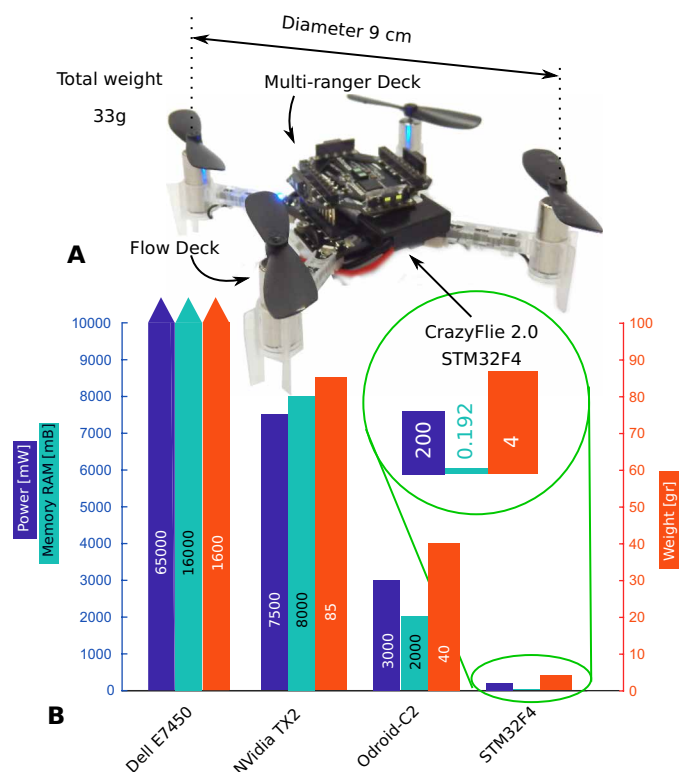 Diameter 9 cm
Total weight
33g
Multi-ranger Deck
Flow Deck
A
CrazyFlie 2.0
STM32F4
10000
9000
8000
7000
6000
5000
4000
3000
2000
1000
0
Power [mW]
Memory RAM [mB]
100
90
80
70
60
50
40
30
20
10
0
Weight [gr]
65000
16000
1600
7500
8000
85
3000
2000
40
200
0.192
4
B
Dell E7450
NVidia TX2
Odroid-C2
STM32F4